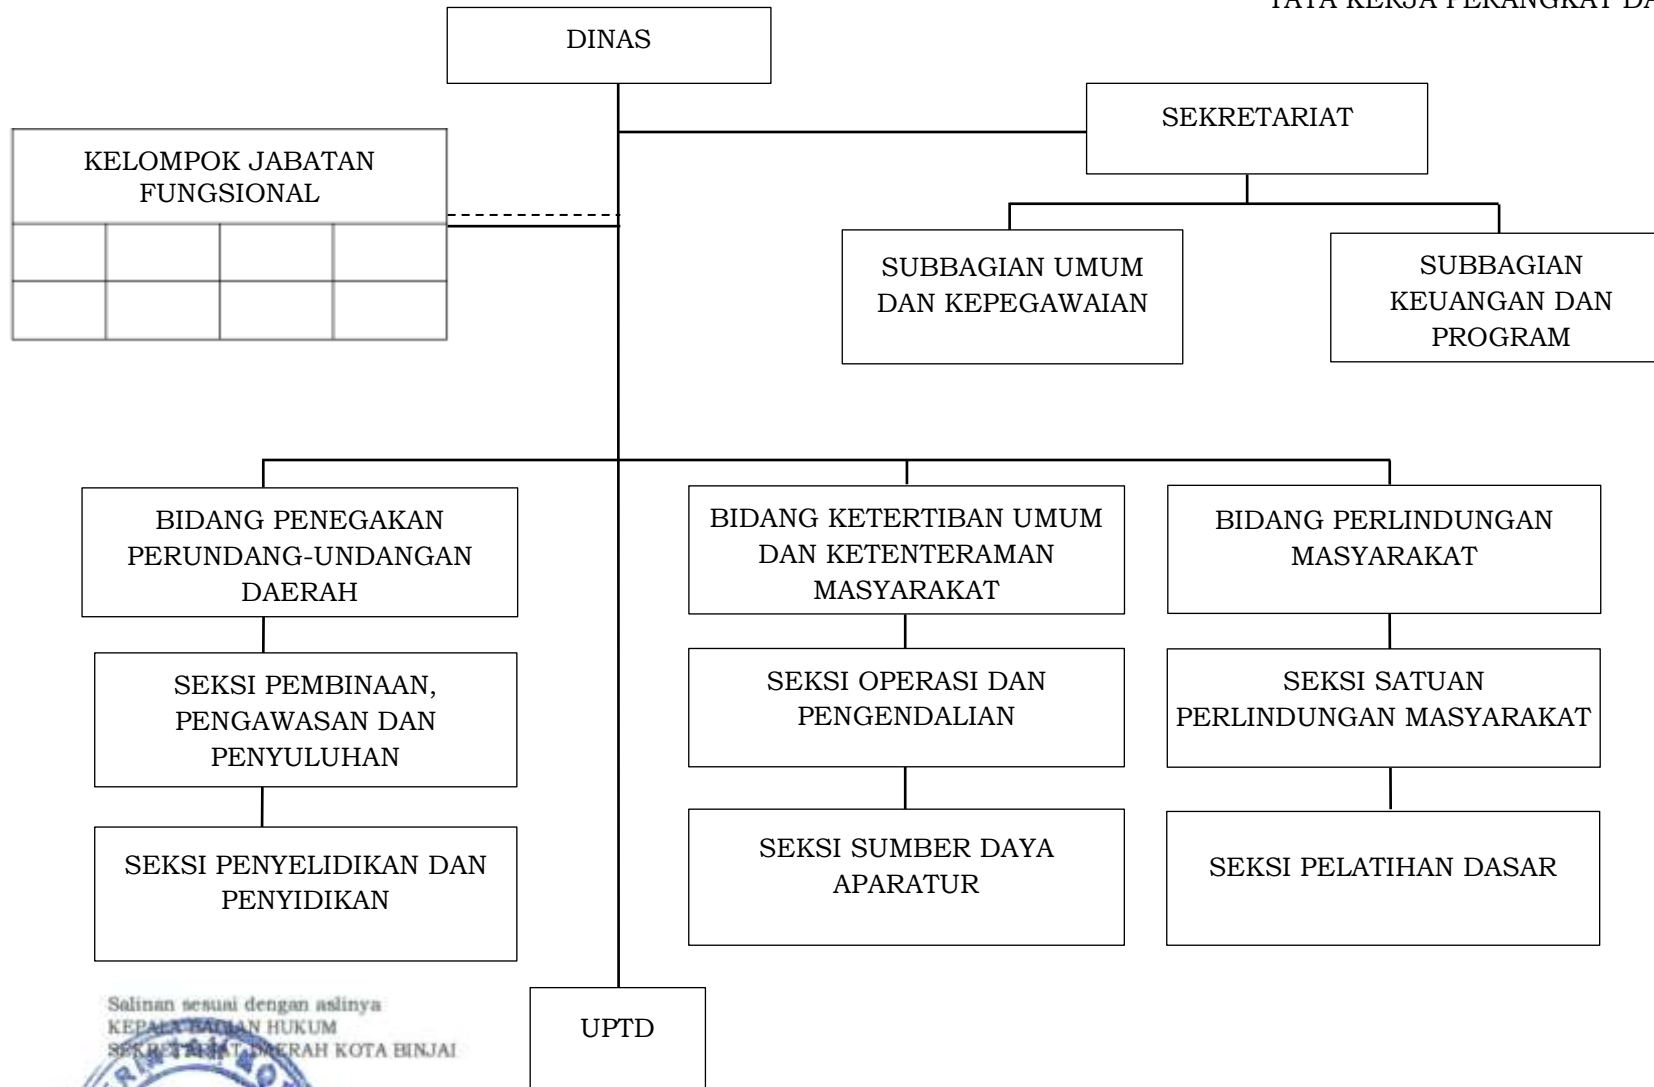 TATA KERJA PERANGKAT
DINAS
SEKRETARIAT
KELOMPOK JABATAN
FUNGSIONAL
SUBBAGIAN UMUM
DAN KEPEGAWAIAN
SUBBAGIAN
KEUANGAN DAN
PROGRAM
BIDANG PENEGAKAN
PERUNDANG-UNDANGAN
DAERAH
BIDANG KETERTIBAN UMUM
DAN KETENTERAMAN
MASYARAKAT
BIDANG PERLINDUNGAN
MASYARAKAT
SEKSI PEMBINAAN,
PENGAWASAN DAN
PENYULUHAN
SEKSI OPERASI DAN
PENGENDALIAN
SEKSI SATUAN
PERLINDUNGAN MASYARAKAT
SEKSI PENYELIDIKAN DAN
PENYIDIKAN
SEKSI SUMBER DAYA
APARATUR
SEKSI PELATIHAN DASAR
Salinan sesuai dengan aslinya
KEPALA BAGIAN HUKUM
SEKRETARIAT DAERAH KOTA BINJAI
UPTD